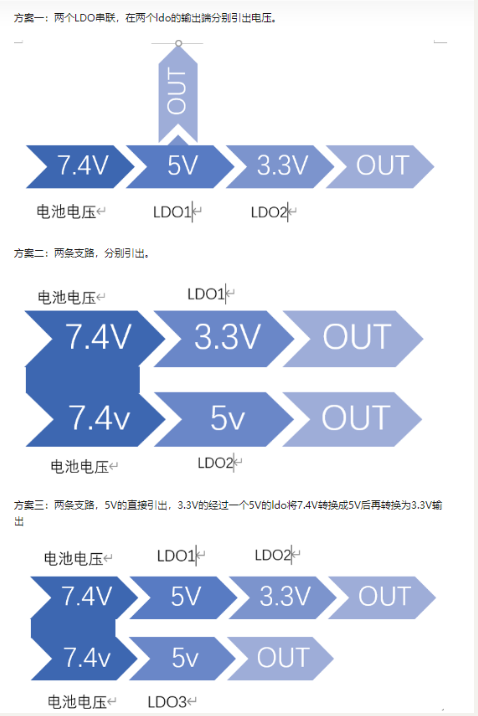 方案一：两个LDO串联，在两个ldo的输出端分别引出电压。
OUT
7.4V 5V 3.3V OUT
电池电压↵ LDO1↵ LDO2↵
方案二：两条支路，分别引出。
电池电压↵ LDO1↵
7.4V 3.3V OUT
7.4v 5v OUT
电池电压↵ LDO2↵
方案三：两条支路，5V的直接引出，3.3V的经过一个5V的ldo将7.4V转换成5V后再转换为3.3V输
出
电池电压↵ LDO1↵ LDO2↵
7.4V 5V 3.3V OUT
7.4v 5v OUT
电池电压↵ LDO3↵